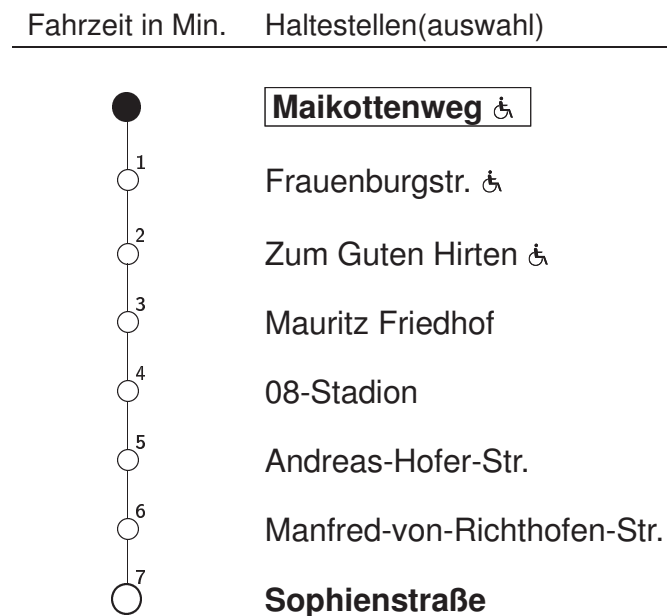 Fahrzeit in Min. Haltestellen(auswahl)
Maikottenweg
1 Frauenburgstr.
2 Zum Guten Hirten
3 Mauritz Friedhof
4 08-Stadion
5 Andreas-Hofer-Str.
6 Manfred-von-Richthofen-Str.
7 Sophienstraße